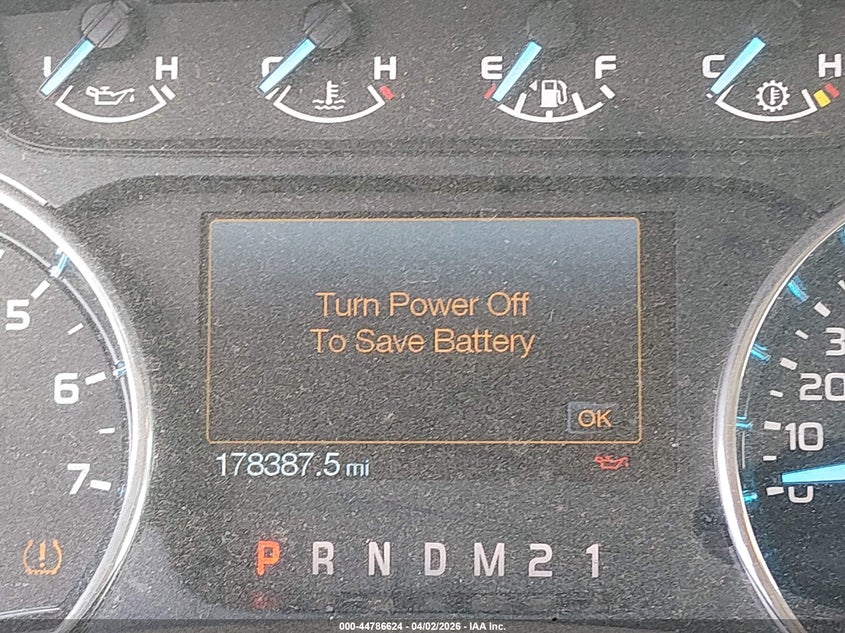 L H C H E F C H
Turn Power Off
To Save Battery
OK
178387.5 mi
5
6
7
3
20
10
0
P R N D M 2 1
000-44786624 - 04/02/2026 - IAA Inc.